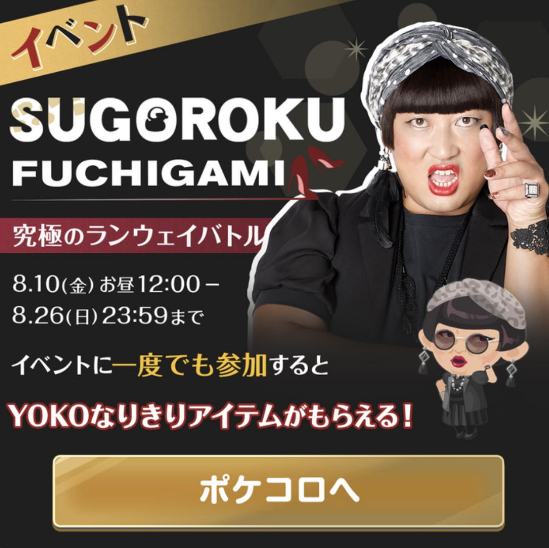 イベント
SUGOROKU
FUCHIGAMI
究極のランウェイバトル
8.10(金) お昼12:00−
8.26(日) 23:59まで
イベントに一度でも参加すると
YOKOなりきりアイテムがもらえる!
ポケコロへ